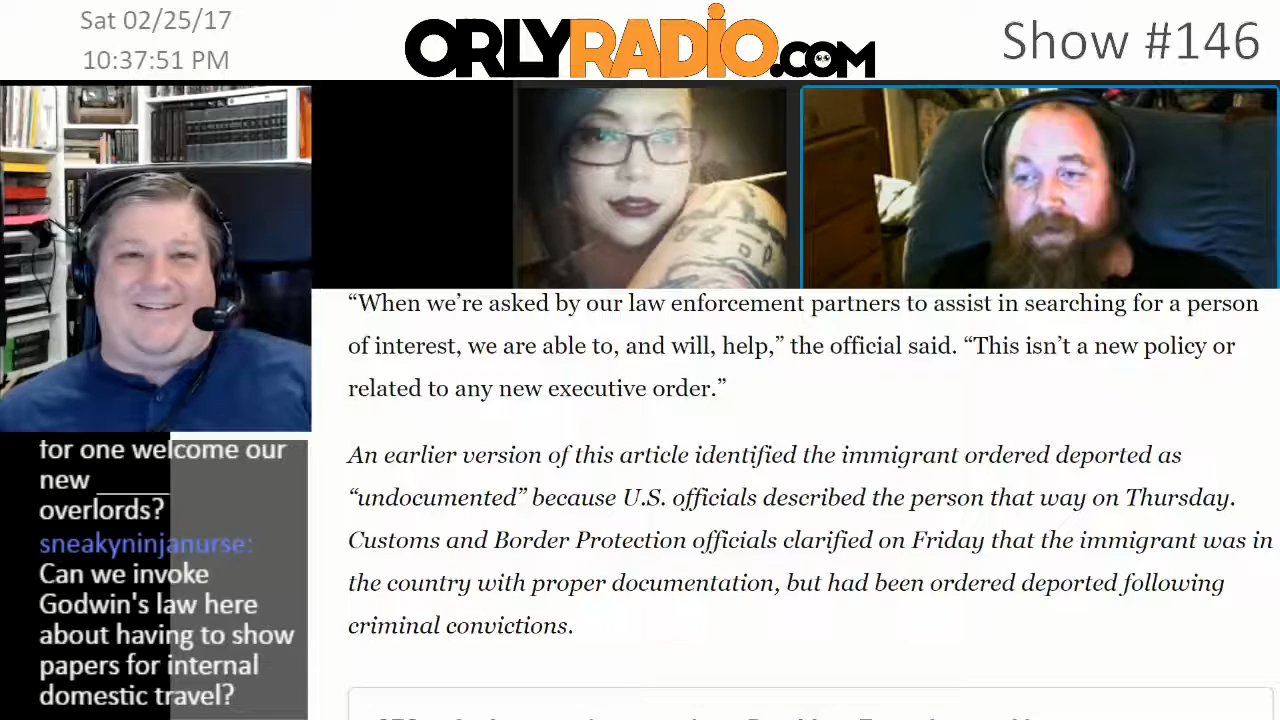 Sat 02/25/17
10:37:51 PM
ORLYRADIO.COM
Show #146
“When we’re asked by our law enforcement partners to assist in searching for a person
of interest, we are able to, and will, help,” the official said. “This isn’t a new policy or
related to any new executive order.”
An earlier version of this article identified the immigrant ordered deported as
“undocumented” because U.S. officials described the person that way on Thursday.
Customs and Border Protection officials clarified on Friday that the immigrant was in
the country with proper documentation, but had been ordered deported following
criminal convictions.
for one welcome our
new ______
overlords?
sneakyninjanurse:
Can we invoke
Godwin's law here
about having to show
papers for internal
domestic travel?